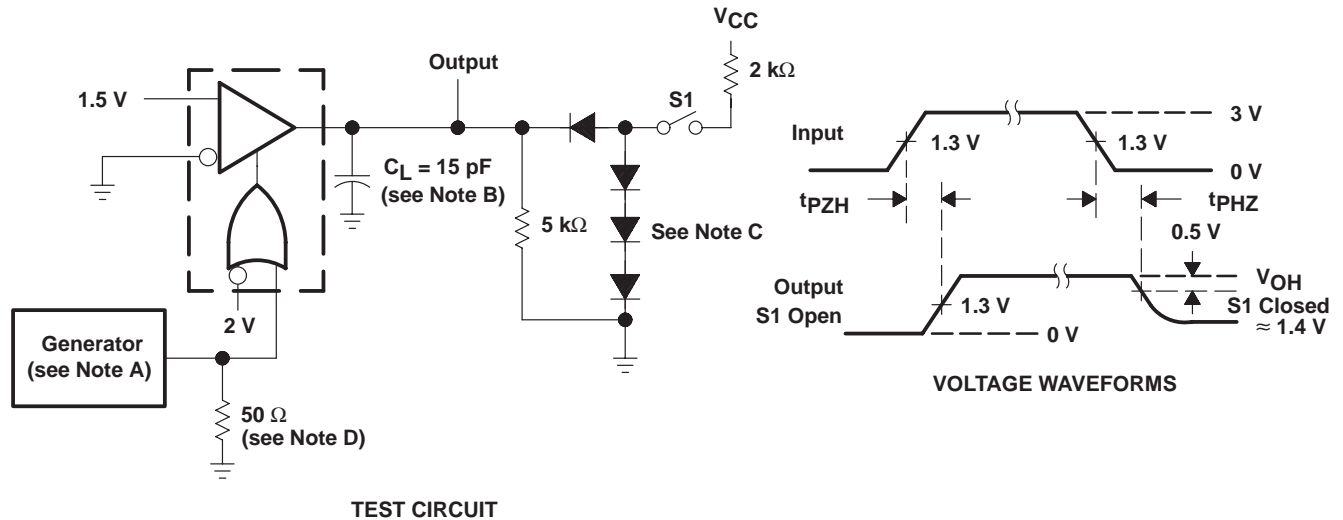 VCC
2 kΩ
Output
S1
1.5 V
CL = 15 pF
(see Note B)
5 kΩ
See Note C
2 V
Generator
(see Note A)
50 Ω
(see Note D)
TEST CIRCUIT
Input
3 V
1.3 V
1.3 V
0 V
tPZH
tPHZ
0.5 V
Output
S1 Open
1.3 V
0 V
VOH
S1 Closed
≈ 1.4 V
VOLTAGE WAVEFORMS